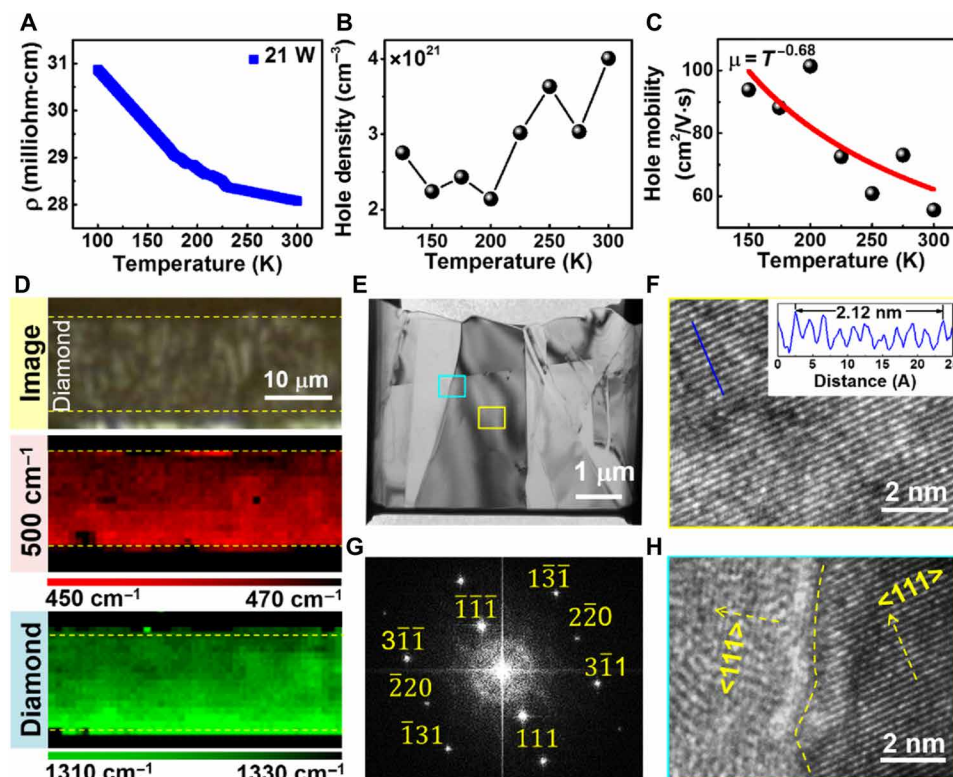 A
ρ (milliohm·cm)
31
30
29
28
21 W
100
150
200
250
300
Temperature (K)
B
Hole density (cm⁻³)
×10²¹
4
3
2
150
200
250
300
Temperature (K)
C
Hole mobility
(cm²/V·s)
μ = T⁻⁰·⁶⁸
100
80
60
150
200
250
300
Temperature (K)
D
Image
Diamond
10 μm
500 cm⁻¹
450 cm⁻¹
470 cm⁻¹
Diamond
1310 cm⁻¹
1330 cm⁻¹
E
1 μm
F
2.12 nm
0 5 10 15 20 25
Distance (A)
2 nm
G
13̅1̅
1̅1̅1̅
22̅0
31̅1̅
31̅1
2̅20
1̅31
111
H
<111>
<111>
2 nm